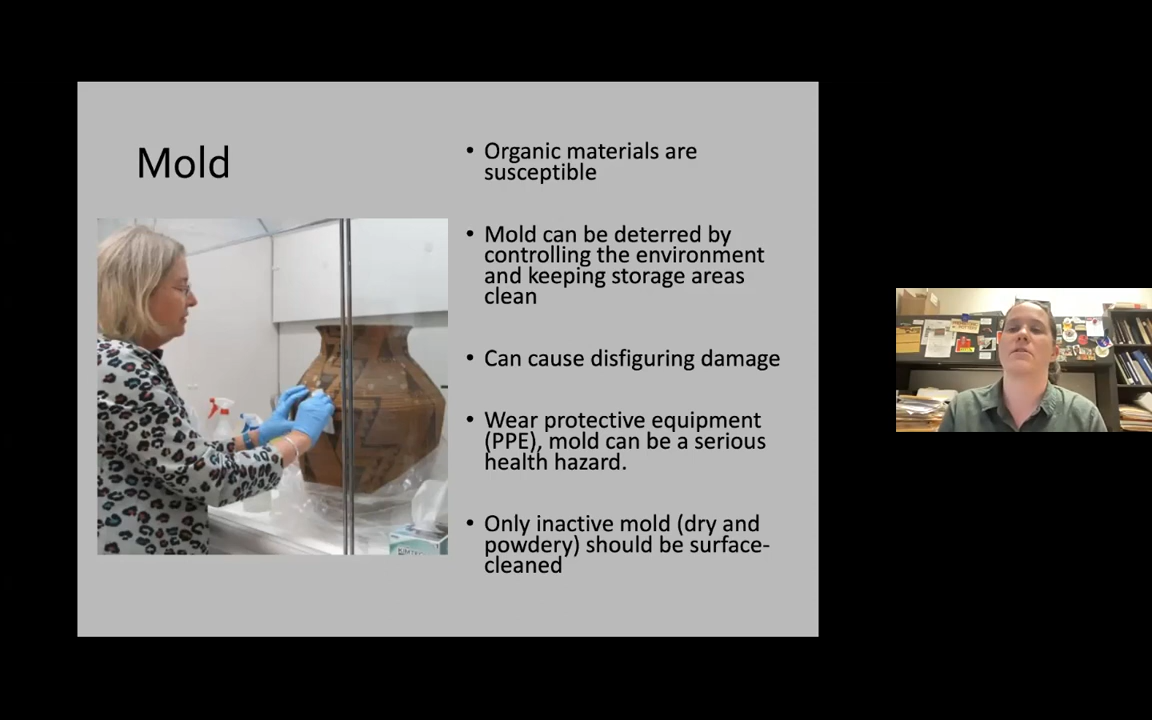 Mold
• Organic materials are
susceptible
• Mold can be deterred by
controlling the environment
and keeping storage areas
clean
• Can cause disfiguring damage
• Wear protective equipment
(PPE), mold can be a serious
health hazard.
• Only inactive mold (dry and
powdery) should be surface-
cleaned